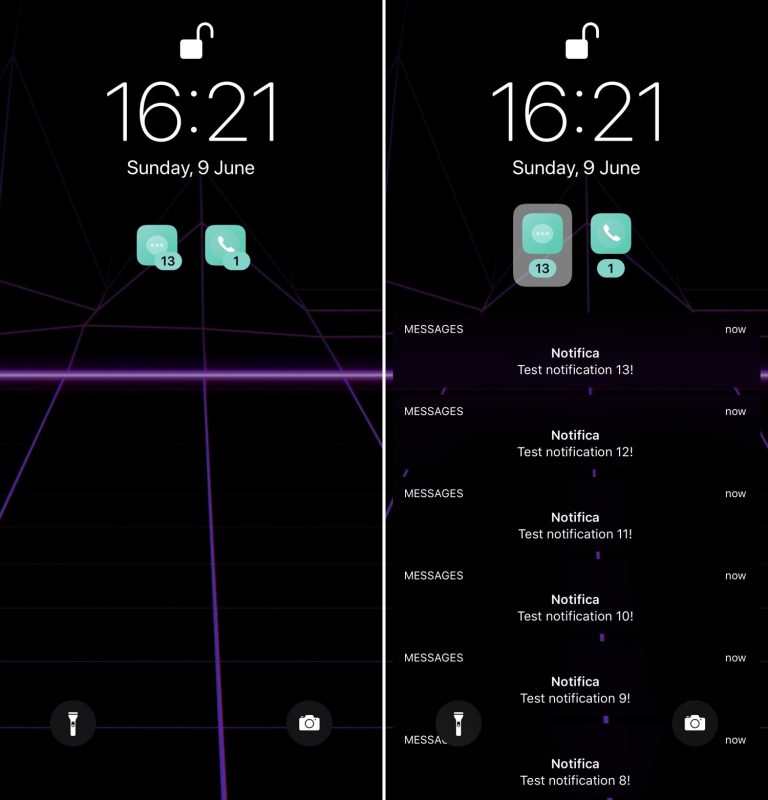 16:21
Sunday, 9 June
13
1
16:21
Sunday, 9 June
13
1
MESSAGES now
Notifica
Test notification 13!
MESSAGES now
Notifica
Test notification 12!
MESSAGES now
Notifica
Test notification 11!
MESSAGES now
Notifica
Test notification 10!
MESSAGES now
Notifica
Test notification 9!
MESSA now
Notifica
Test notification 8!